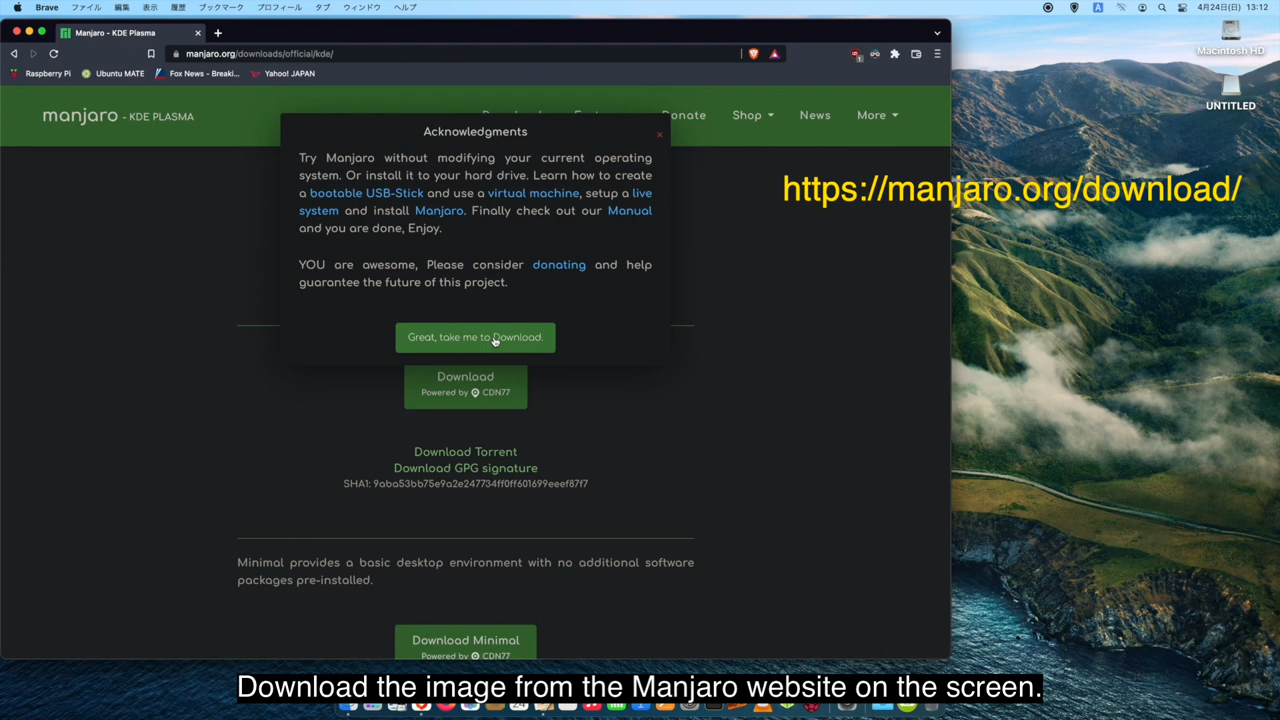 Brave ファイル 編集 表示 履歴 ブックマーク プロフィール タブ ウィンドウ ヘルプ A 4月24日(日) 13:12
Manjaro - KDE Plasma
manjaro.org/downloads/official/kde/
Raspberry Pi Ubuntu MATE Fox News - Breaki... Yahoo! JAPAN
Macintosh HD
UNTITLED
manjaro - KDE PLASMA
Donate Shop News More
Acknowledgments
Try Manjaro without modifying your current operating
system. Or install it to your hard drive. Learn how to create
a bootable USB-Stick and use a virtual machine, setup a live
system and install Manjaro. Finally check out our Manual
and you are done, Enjoy.
YOU are awesome, Please consider donating and help
guarantee the future of this project.
Great, take me to Download.
https://manjaro.org/download/
Download
Powered by CDN77
Download Torrent
Download GPG signature
SHA1: 9aba53bb75e9a2e247734ff0ff601699eeef87f7
Minimal provides a basic desktop environment with no additional software
packages pre-installed.
Download Minimal
Powered by CDN77
Download the image from the Manjaro website on the screen.